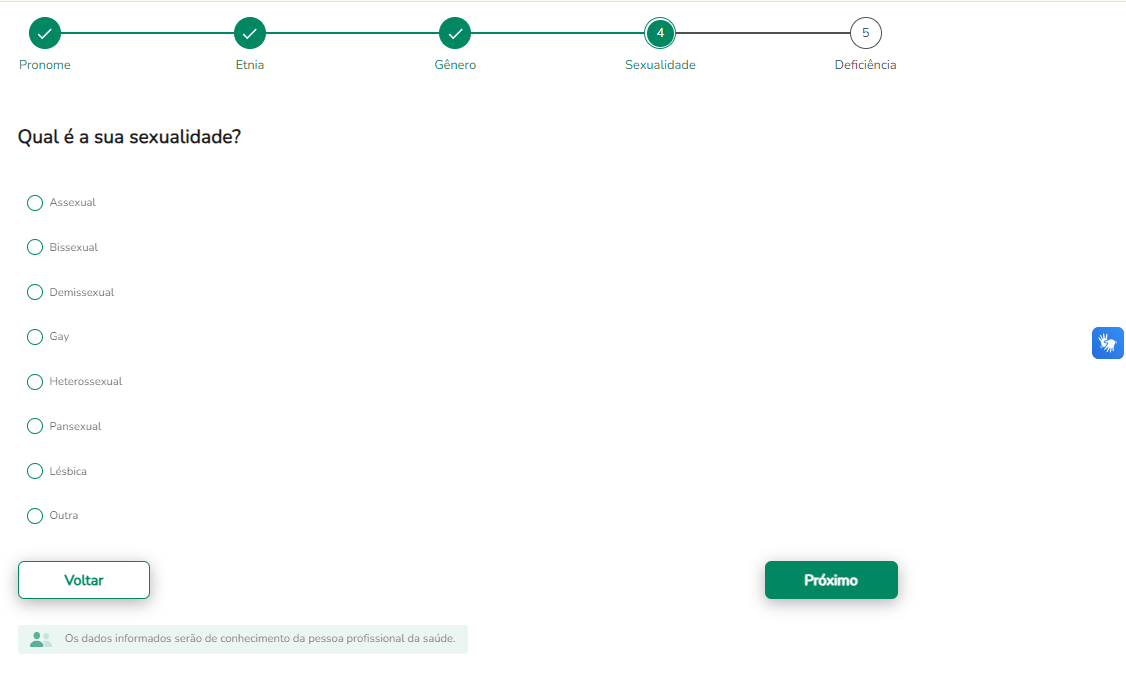 4
5
Pronome
Etnia
Gênero
Sexualidade
Deficiência
Qual é a sua sexualidade?
Assexual
Bissexual
Demissexual
Gay
Heterossexual
Pansexual
Lésbica
Outra
Voltar
Próximo
Os dados informados serão de conhecimento da pessoa profissional da saúde.